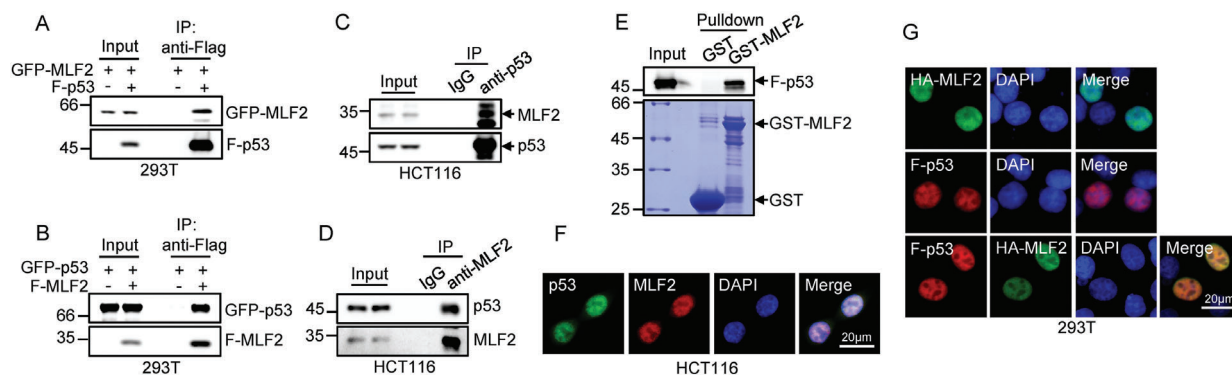 A
Input
IP:
anti-Flag
GFP-MLF2 + + + +
F-p53 - + - +
66
GFP-MLF2
45
F-p53
293T
B
Input
IP:
anti-Flag
GFP-p53 + + + +
F-MLF2 - + - +
66
GFP-p53
35
F-MLF2
293T
C
IP
Input
IgG
anti-p53
35
MLF2
45
p53
HCT116
D
IP
Input
IgG
anti-MLF2
45
p53
35
MLF2
HCT116
E
Pulldown
Input
GST
GST-MLF2
45
F-p53
66
GST-MLF2
45
35
25
GST
F
p53
MLF2
DAPI
Merge
20μm
HCT116
G
HA-MLF2
DAPI
Merge
F-p53
DAPI
Merge
F-p53
HA-MLF2
DAPI
Merge
20μm
293T